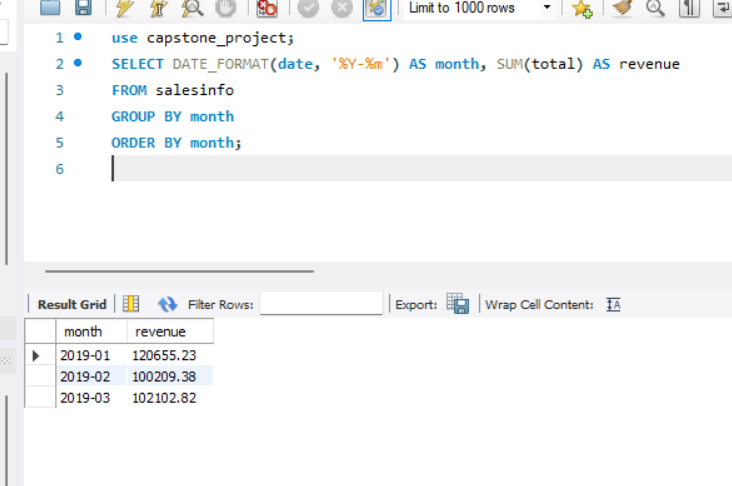 Limit to 1000 rows
1 use capstone_project;
2 SELECT DATE_FORMAT(date, '%Y-%m') AS month, SUM(total) AS revenue
3 FROM salesinfo
4 GROUP BY month
5 ORDER BY month;
6
Result Grid Filter Rows: Export: Wrap Cell Content: IA
month revenue
2019-01 120655.23
2019-02 100209.38
2019-03 102102.82